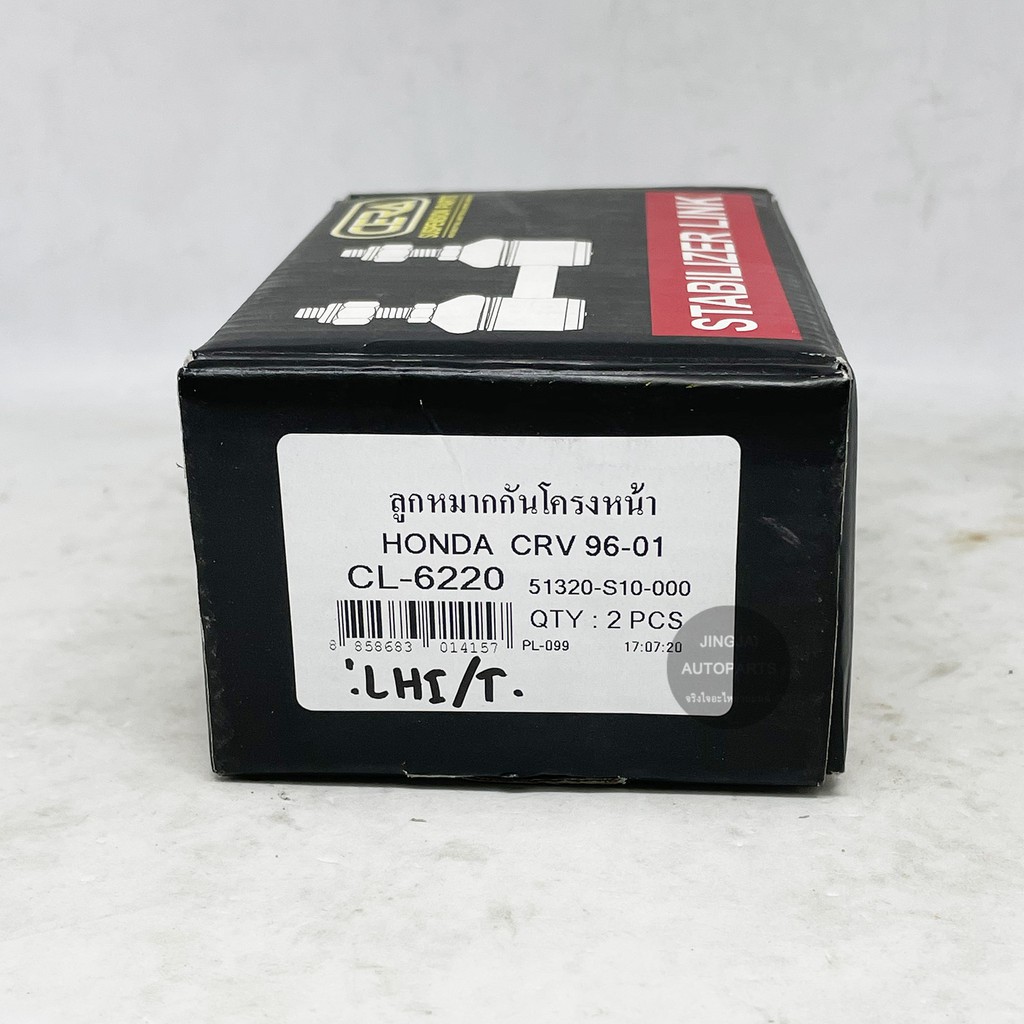 CERA
SUSPENSION PARTS
STABILIZER LINK
ลูกหมากกันโครงหน้า
HONDA CRV 96-01
CL-6220 51320-S10-000
QTY : 2 PCS
8 858683 014157 PL-099 17:07:20
:LHI/T.
JINGJAI
AUTOPARTS